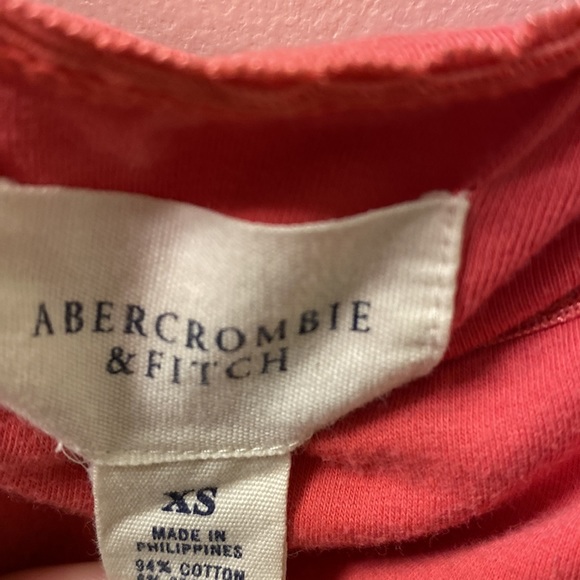 ABERCROMBIE
& FITCH
XS
MADE IN
PHILIPPINES
94% COTTON